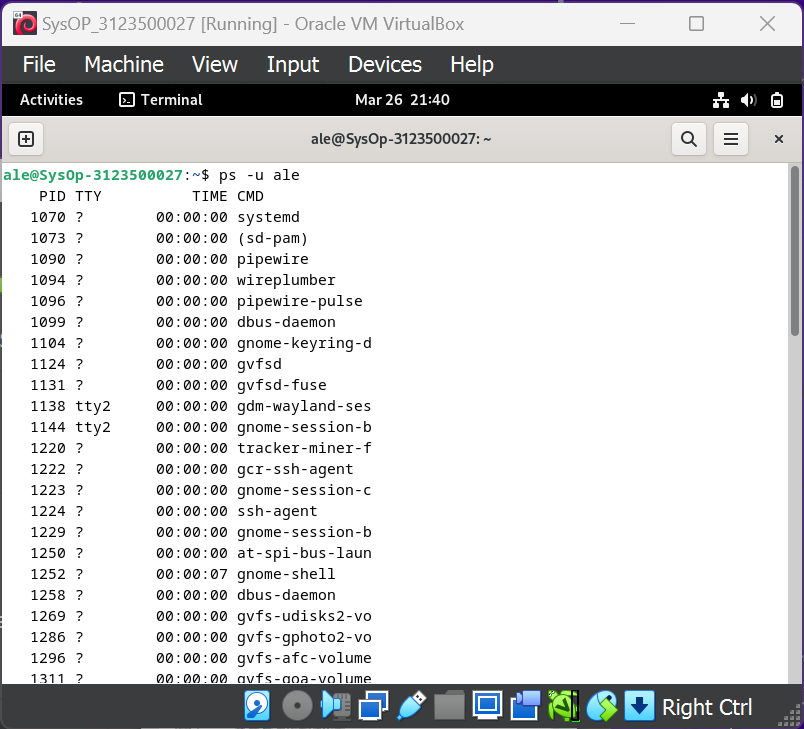 64
SysOP_3123500027 [Running] - Oracle VM VirtualBox
File Machine View Input Devices Help
Activities Terminal Mar 26 21:40
ale@SysOp-3123500027: ~
ale@SysOp-3123500027:~$ ps -u ale
PID TTY TIME CMD
1070 ? 00:00:00 systemd
1073 ? 00:00:00 (sd-pam)
1090 ? 00:00:00 pipewire
1094 ? 00:00:00 wireplumber
1096 ? 00:00:00 pipewire-pulse
1099 ? 00:00:00 dbus-daemon
1104 ? 00:00:00 gnome-keyring-d
1124 ? 00:00:00 gvfsd
1131 ? 00:00:00 gvfsd-fuse
1138 tty2 00:00:00 gdm-wayland-ses
1144 tty2 00:00:00 gnome-session-b
1220 ? 00:00:00 tracker-miner-f
1222 ? 00:00:00 gcr-ssh-agent
1223 ? 00:00:00 gnome-session-c
1224 ? 00:00:00 ssh-agent
1229 ? 00:00:00 gnome-session-b
1250 ? 00:00:00 at-spi-bus-laun
1252 ? 00:00:07 gnome-shell
1258 ? 00:00:00 dbus-daemon
1269 ? 00:00:00 gvfs-udisks2-vo
1286 ? 00:00:00 gvfs-gphoto2-vo
1296 ? 00:00:00 gvfs-afc-volume
1311 ? 00:00:00 gvfs-goa-volume
Right Ctrl